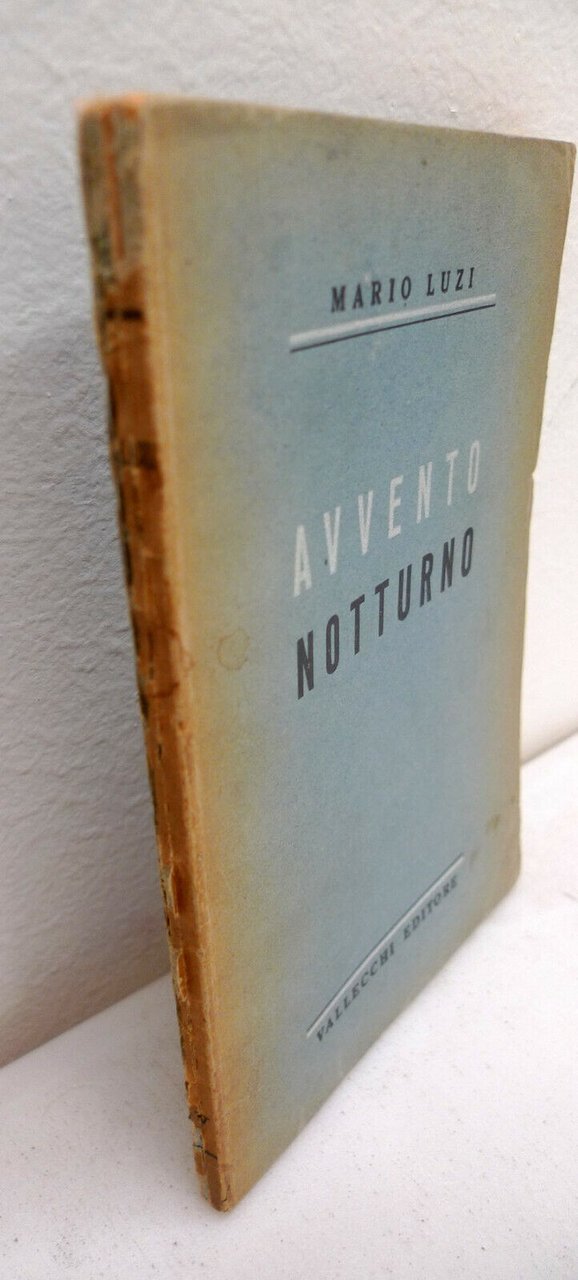 MARIO LUZI
AVVENTO
NOTTURNO
VALLECCHI EDITORE